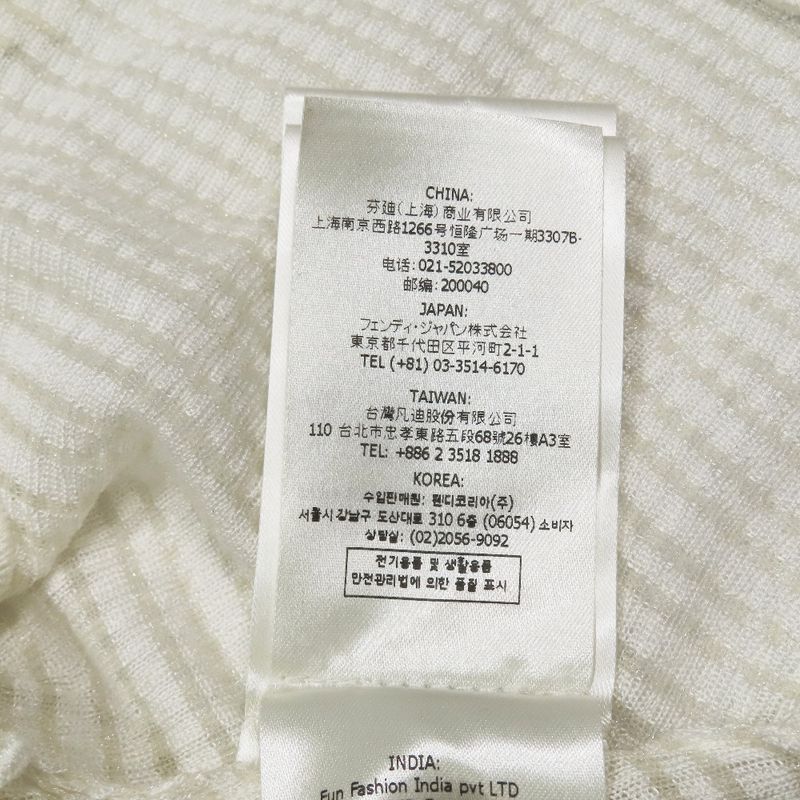 CHINA:
芬迪(上海)商业有限公司
上海南京西路1266号恒隆广场一期3307B-
3310室
电话: 021-52033800
邮编: 200040
JAPAN:
フェンディ・ジャパン株式会社
東京都千代田区平河町2-1-1
TEL (+81) 03-3514-6170
TAIWAN:
台灣凡迪股份有限公司
110 台北市忠孝東路五段68號26樓A3室
TEL: +886 2 3518 1888
KOREA:
수입판매원: 펜디코리아(주)
서울시 강남구 도산대로 310 6층 (06054) 소비자
상담실: (02)2056-9092
전기용품 및 생활용품
안전관리법에 의한 품질 표시
INDIA:
Fun Fashion India pvt LTD